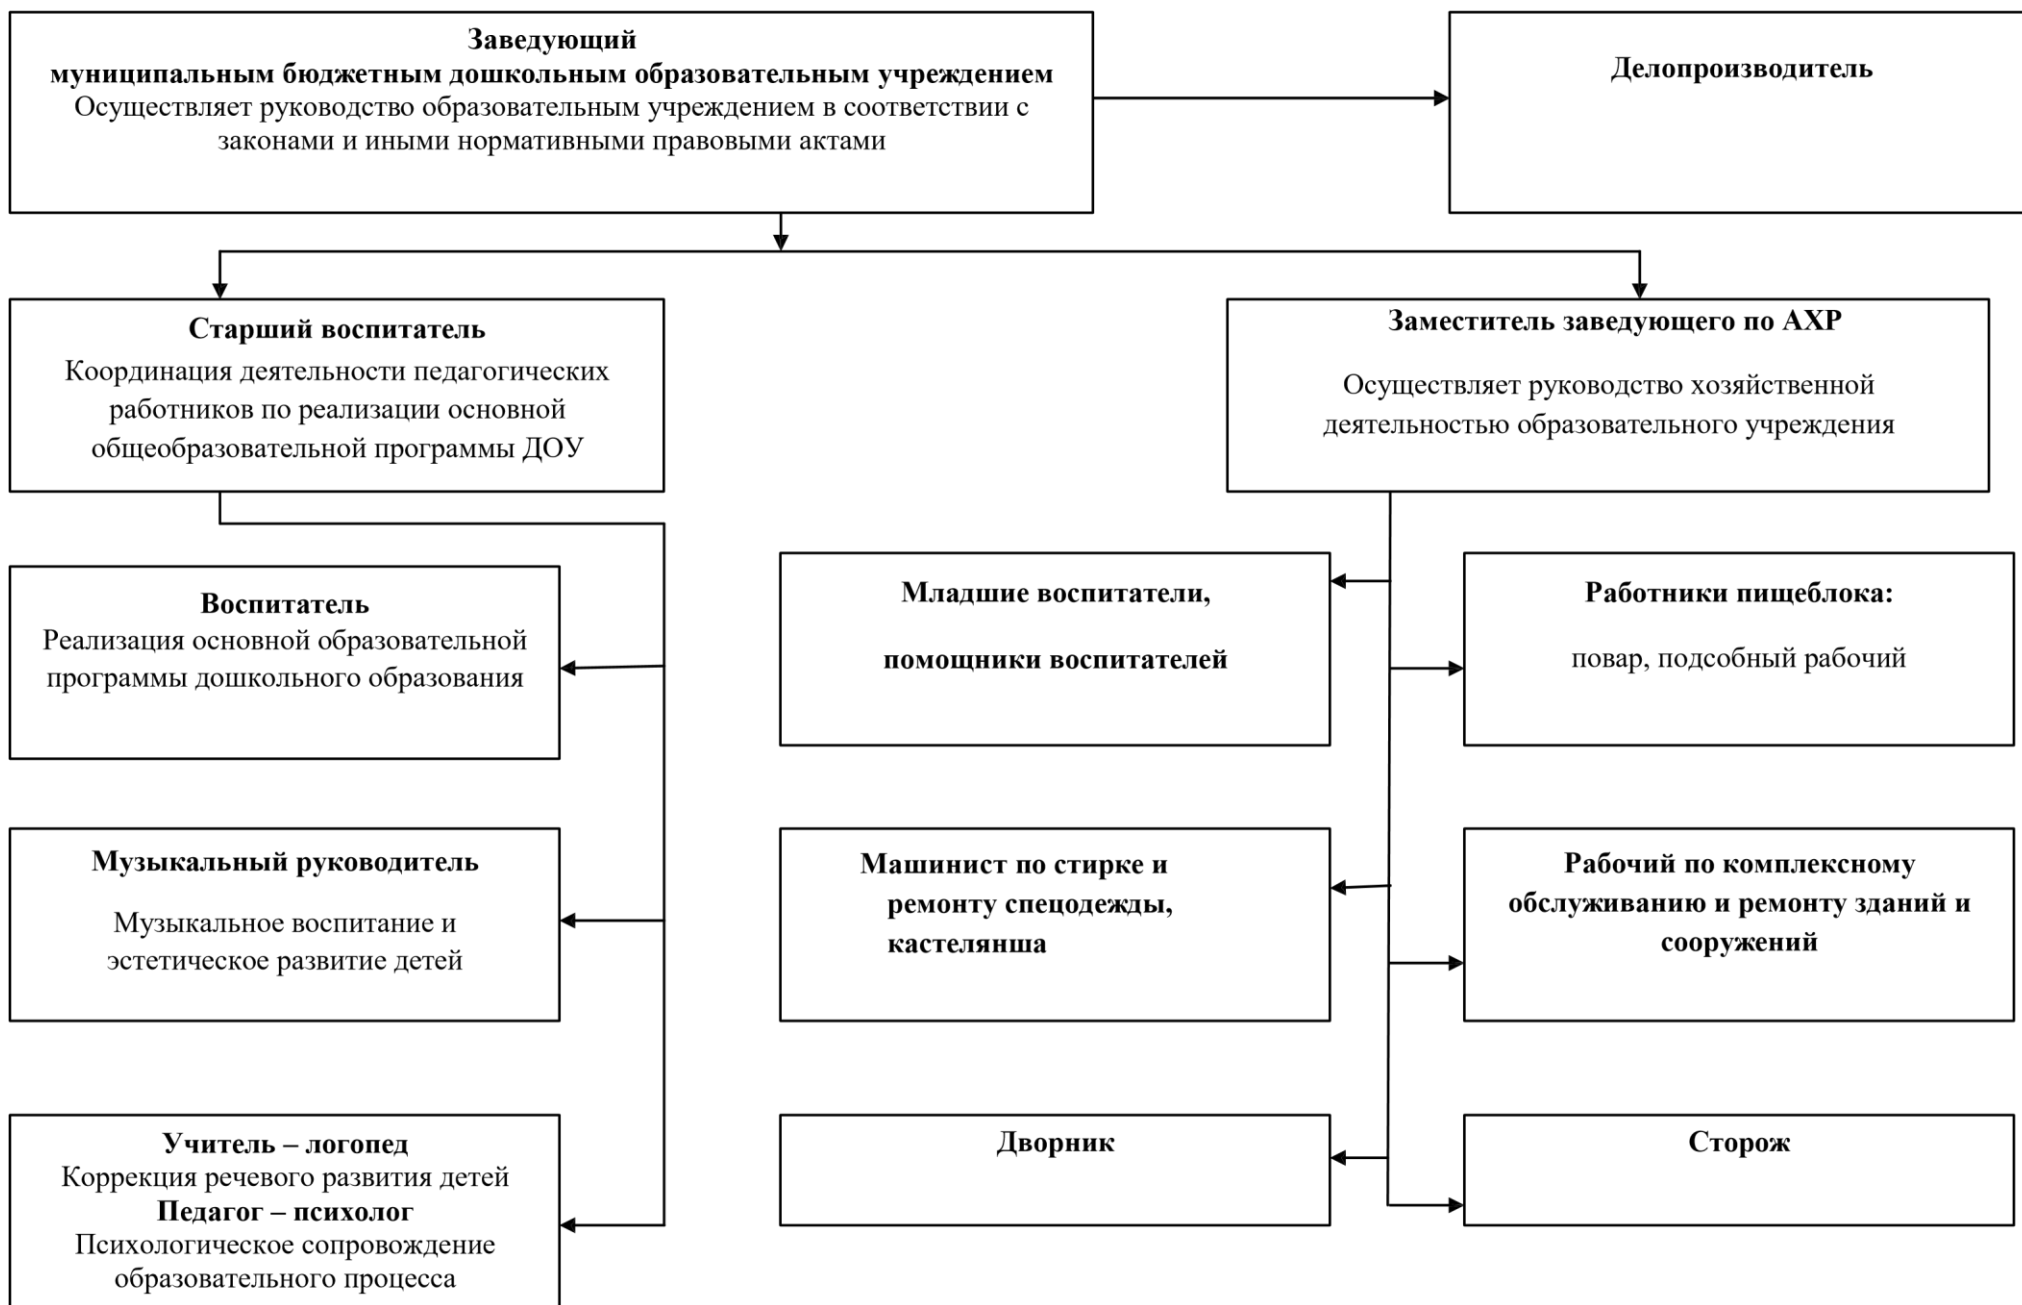 Заведующий
муниципальным бюджетным дошкольным образовательным учреждением
Осуществляет руководство образовательным учреждением в соответствии с
законами и иными нормативными правовыми актами
Делопроизводитель
Старший воспитатель
Координация деятельности педагогических
работников по реализации основной
общеобразовательной программы ДОУ
Заместитель заведующего по АХР
Осуществляет руководство хозяйственной
деятельностью образовательного учреждения
Воспитатель
Реализация основной образовательной
программы дошкольного образования
Младшие воспитатели,
помощники воспитателей
Работники пищеблока:
повар, подсобный рабочий
Музыкальный руководитель
Музыкальное воспитание и
эстетическое развитие детей
Машинист по стирке и
ремонту спецодежды,
кастелянша
Рабочий по комплексному
обслуживанию и ремонту зданий и
сооружений
Учитель – логопед
Коррекция речевого развития детей
Педагог – психолог
Психологическое сопровождение
образовательного процесса
Дворник
Сторож